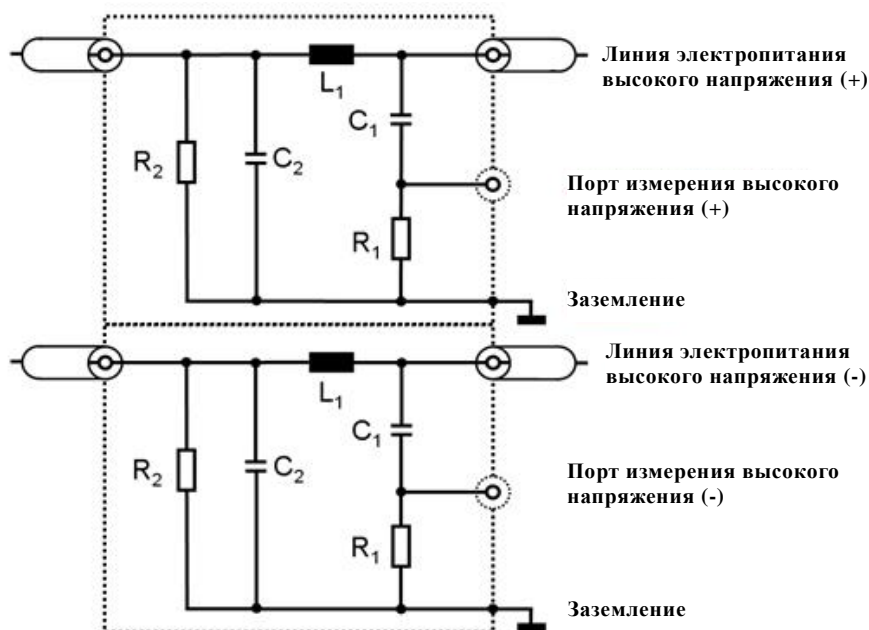 L1
Линия электропитания
высокого напряжения (+)
C1
R2
C2
Порт измерения высокого
напряжения (+)
R1
Заземление
Линия электропитания
высокого напряжения (-)
L1
C1
R2
C2
Порт измерения высокого
напряжения (-)
R1
Заземление